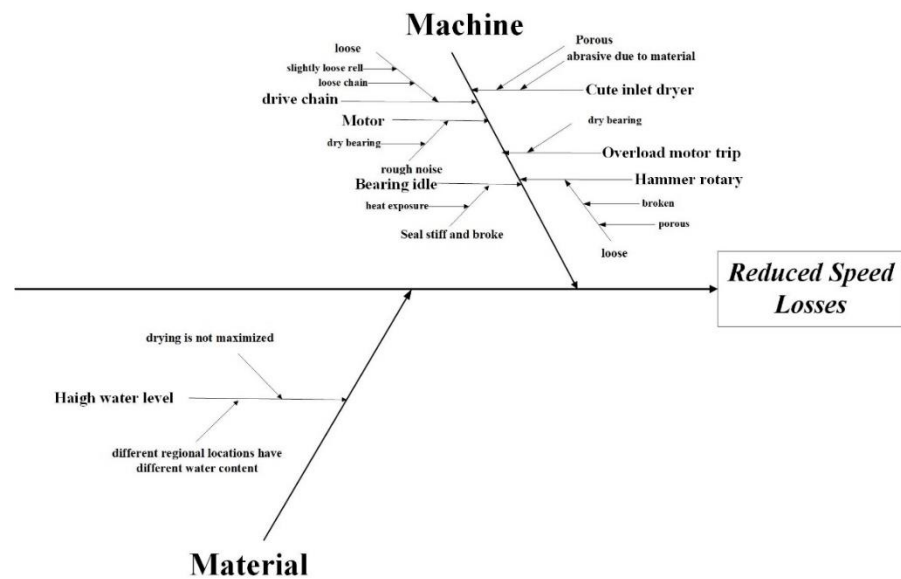 Machine
loose
slightly loose rell
loose chain
drive chain
Motor
dry bearing
rough noise
Bearing idle
heat exposure
Seal stiff and broke
Porous
abrasive due to material
Cute inlet dryer
dry bearing
Overload motor trip
Hammer rotary
broken
porous
loose
Reduced Speed
Losses
drying is not maximized
Haigh water level
different regional locations have
different water content
Material